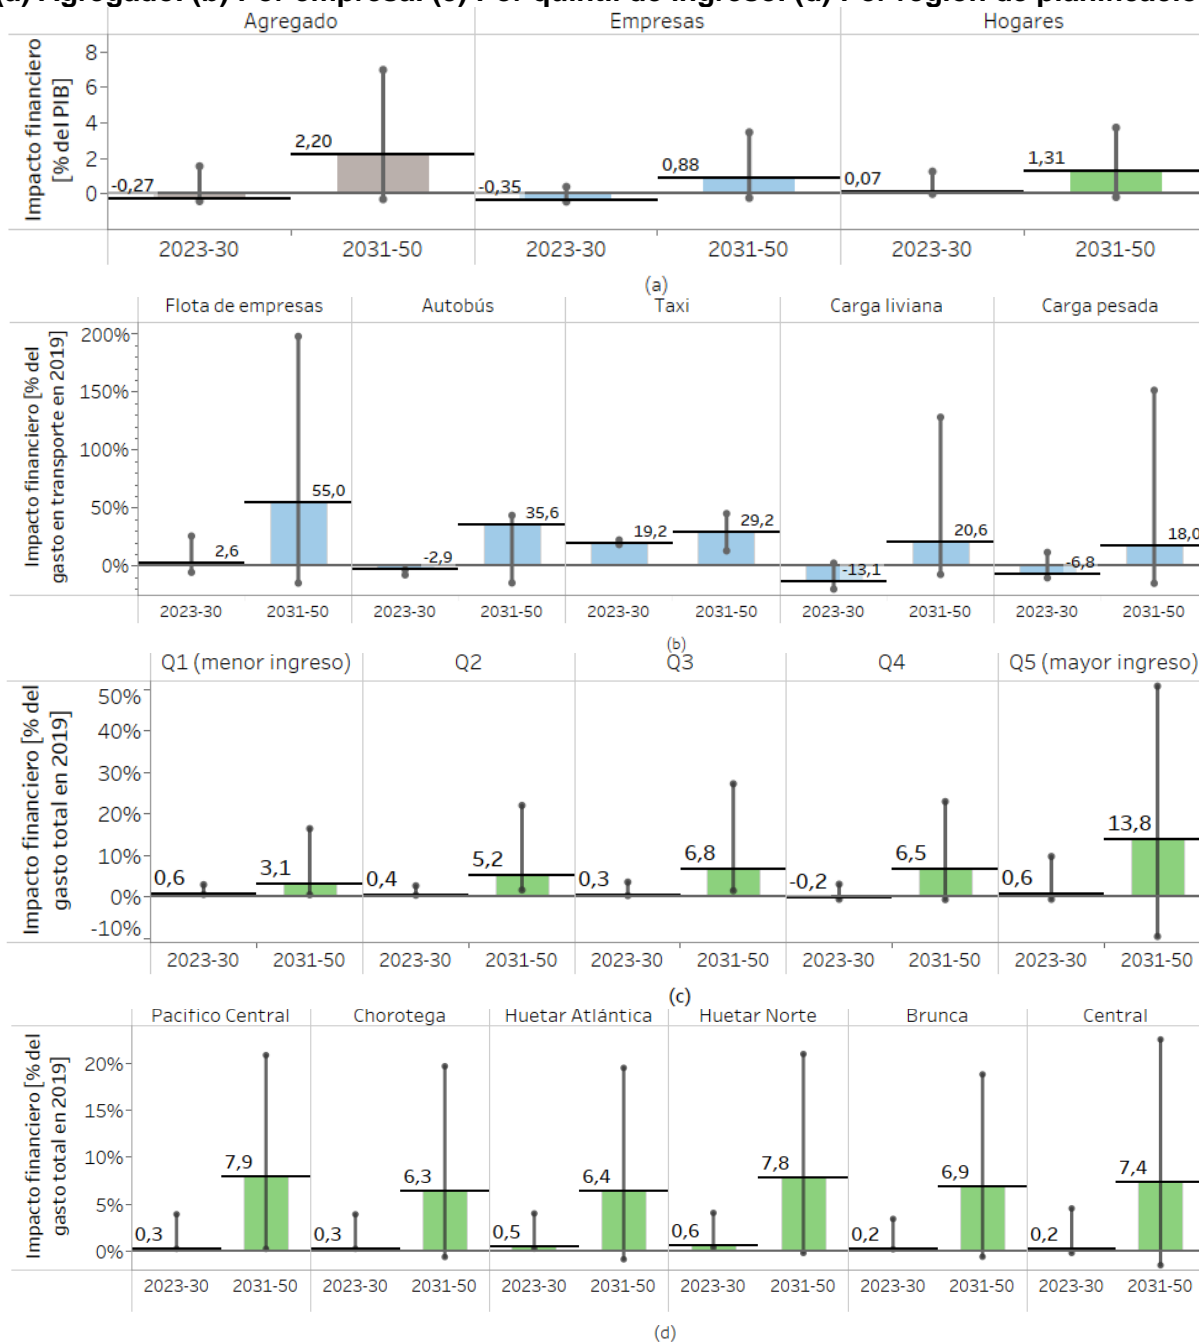 (a) Agregado. (b) Por empresa. (c) Por quintil de ingreso. (d) Por región de planificació
Agregado Empresas Hogares
Impacto financiero
[% del PIB]
8
6
4
2
0
-0,27 2,20 -0,35 0,88 0,07 1,31
2023-30 2031-50 2023-30 2031-50 2023-30 2031-50
(a)
Flota de empresas Autobús Taxi Carga liviana Carga pesada
Impacto financiero [% del
gasto en transporte en 2019]
200%
150%
100%
50%
0%
2,6 55,0 -2,9 35,6 19,2 29,2 -13,1 20,6 -6,8 18,0
2023-30 2031-50 2023-30 2031-50 2023-30 2031-50 2023-30 2031-50 2023-30 2031-50
(b)
Q1 (menor ingreso) Q2 Q3 Q4 Q5 (mayor ingreso)
Impacto financiero [% del
gasto total en 2019]
50%
40%
30%
20%
10%
0%
-10%
0,6 3,1 0,4 5,2 0,3 6,8 -0,2 6,5 0,6 13,8
2023-30 2031-50 2023-30 2031-50 2023-30 2031-50 2023-30 2031-50 2023-30 2031-50
(c)
Pacifico Central Chorotega Huetar Atlántica Huetar Norte Brunca Central
Impacto financiero [% del
gasto total en 2019]
20%
15%
10%
5%
0%
0,3 7,9 0,3 6,3 0,5 6,4 0,6 7,8 0,2 6,9 0,2 7,4
2023-30 2031-50 2023-30 2031-50 2023-30 2031-50 2023-30 2031-50 2023-30 2031-50 2023-30 2031-50
(d)